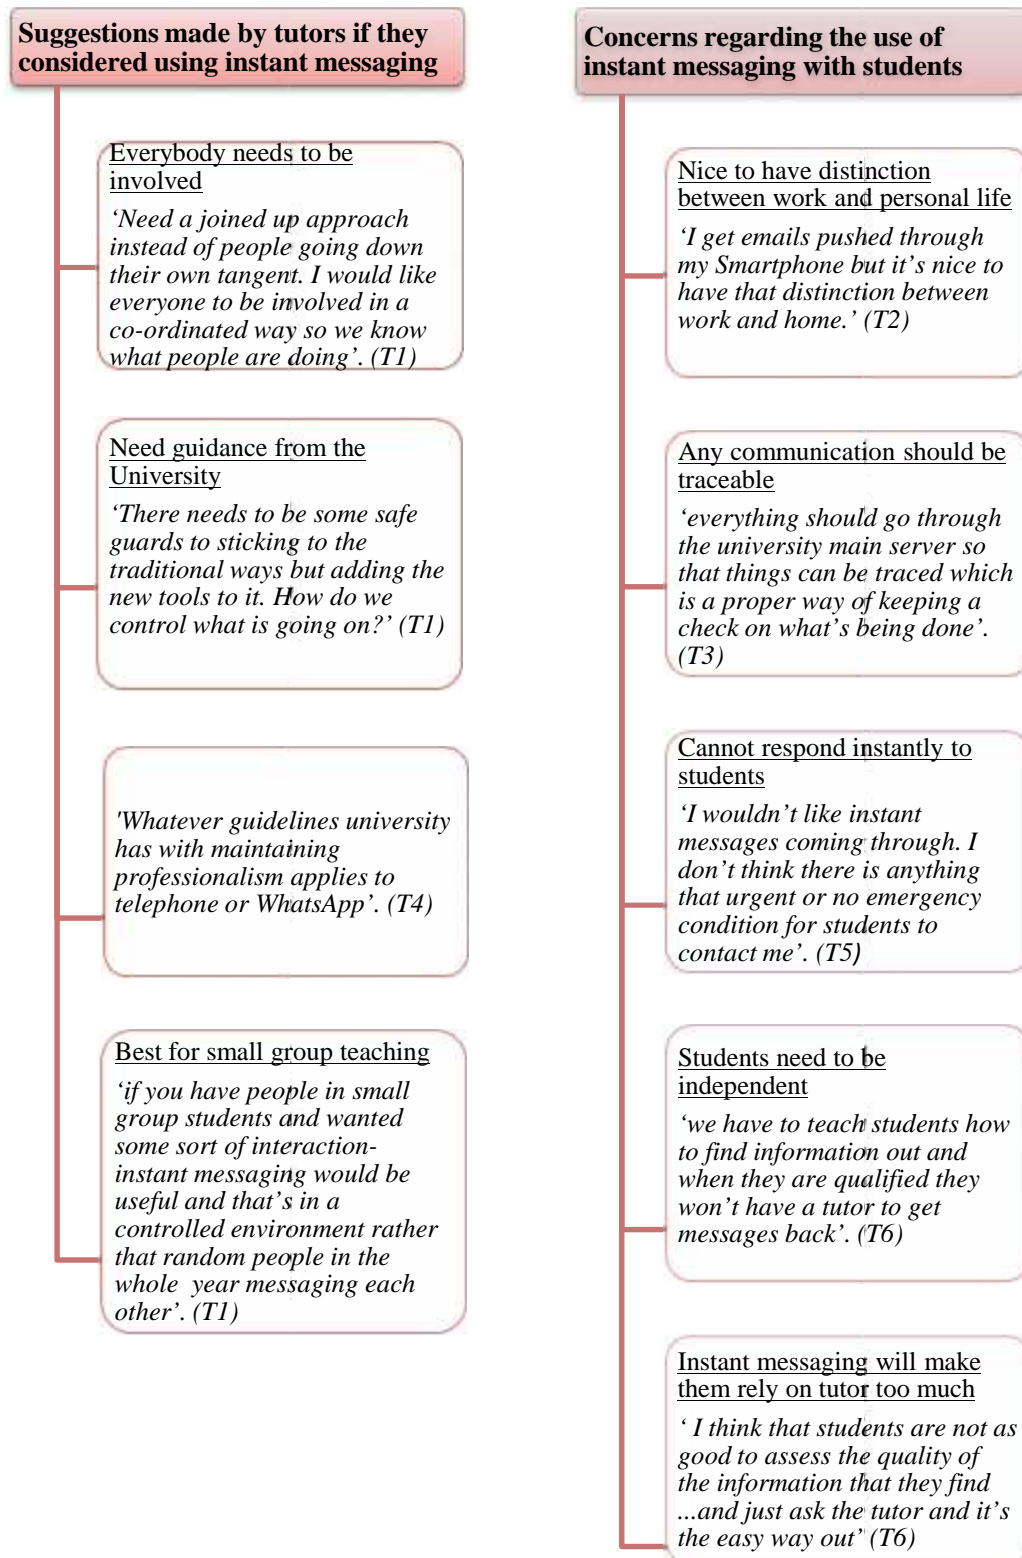 Suggestions made by tutors if they
considered using instant messaging
Everybody needs to be
involved
‘Need a joined up approach
instead of people going down
their own tangent. I would like
everyone to be involved in a
co-ordinated way so we know
what people are doing’. (T1)
Need guidance from the
University
‘There needs to be some safe
guards to sticking to the
traditional ways but adding the
new tools to it. How do we
control what is going on?’ (T1)
'Whatever guidelines university
has with maintaining
professionalism applies to
telephone or WhatsApp’. (T4)
Best for small group teaching
‘if you have people in small
group students and wanted
some sort of interaction-
instant messaging would be
useful and that’s in a
controlled environment rather
that random people in the
whole year messaging each
other’. (T1)
Concerns regarding the use of
instant messaging with students
Nice to have distinction
between work and personal life
‘I get emails pushed through
my Smartphone but it’s nice to
have that distinction between
work and home.’ (T2)
Any communication should be
traceable
‘everything should go through
the university main server so
that things can be traced which
is a proper way of keeping a
check on what’s being done’.
(T3)
Cannot respond instantly to
students
‘I wouldn’t like instant
messages coming through. I
don’t think there is anything
that urgent or no emergency
condition for students to
contact me’. (T5)
Students need to be
independent
‘we have to teach students how
to find information out and
when they are qualified they
won’t have a tutor to get
messages back’. (T6)
Instant messaging will make
them rely on tutor too much
‘ I think that students are not as
good to assess the quality of
the information that they find
...and just ask the tutor and it’s
the easy way out’ (T6)